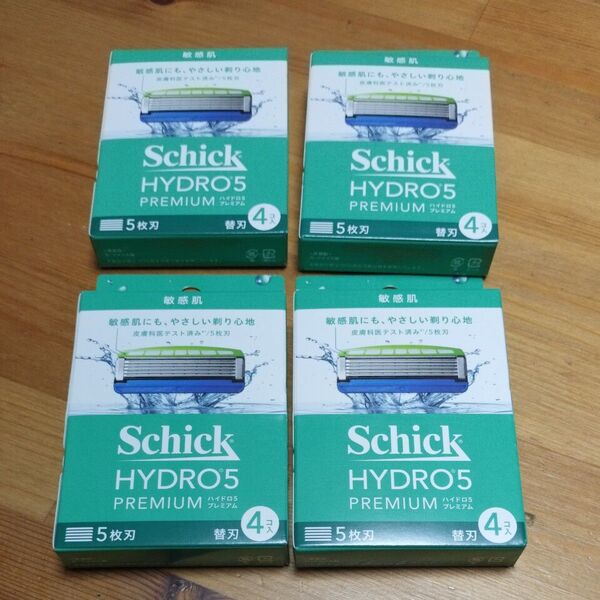 敏感肌
敏感肌にも、やさしい剃り心地
皮膚科医テスト済み*/5枚刃
Schick
HYDRO5
PREMIUM ハイドロ5
プレミアム
5枚刃 替刃 4コ入
敏感肌
敏感肌にも、やさしい剃り心地
皮膚科医テスト済み*/5枚刃
Schick
HYDRO5
PREMIUM ハイドロ5
プレミアム
5枚刃 替刃 4コ入
敏感肌
敏感肌にも、やさしい剃り心地
皮膚科医テスト済み*/5枚刃
Schick
HYDRO5
PREMIUM ハイドロ5
プレミアム
5枚刃 替刃 4コ入
敏感肌
敏感肌にも、やさしい剃り心地
皮膚科医テスト済み*/5枚刃
Schick
HYDRO5
PREMIUM ハイドロ5
プレミアム
5枚刃 替刃 4コ入